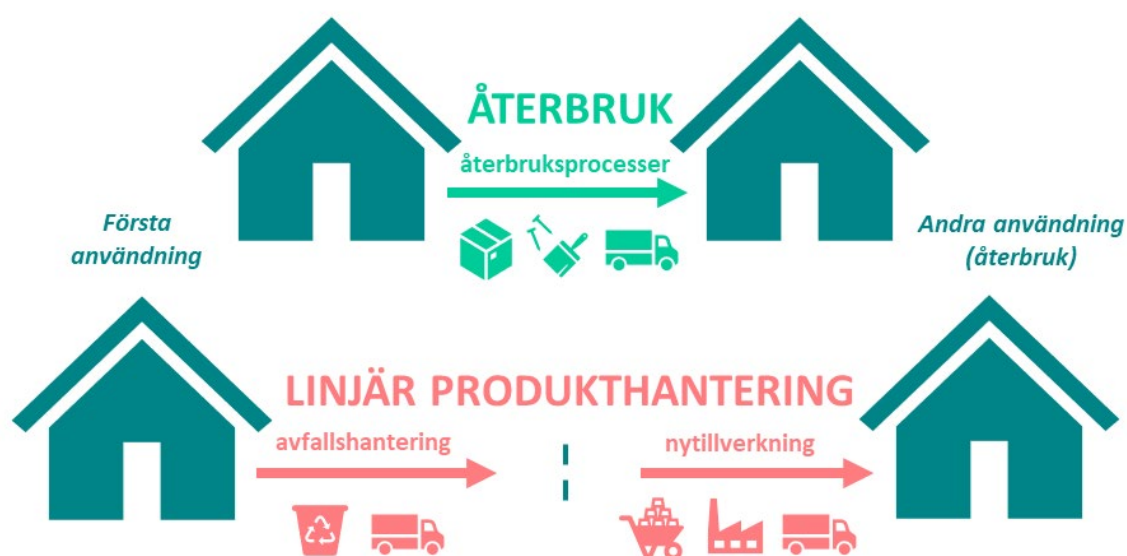 ÅTERBRUK
återbruksprocesser
Första
användning
Andra användning
(återbruk)
LINJÄR PRODUKTHANTERING
avfallshantering
nytillverkning